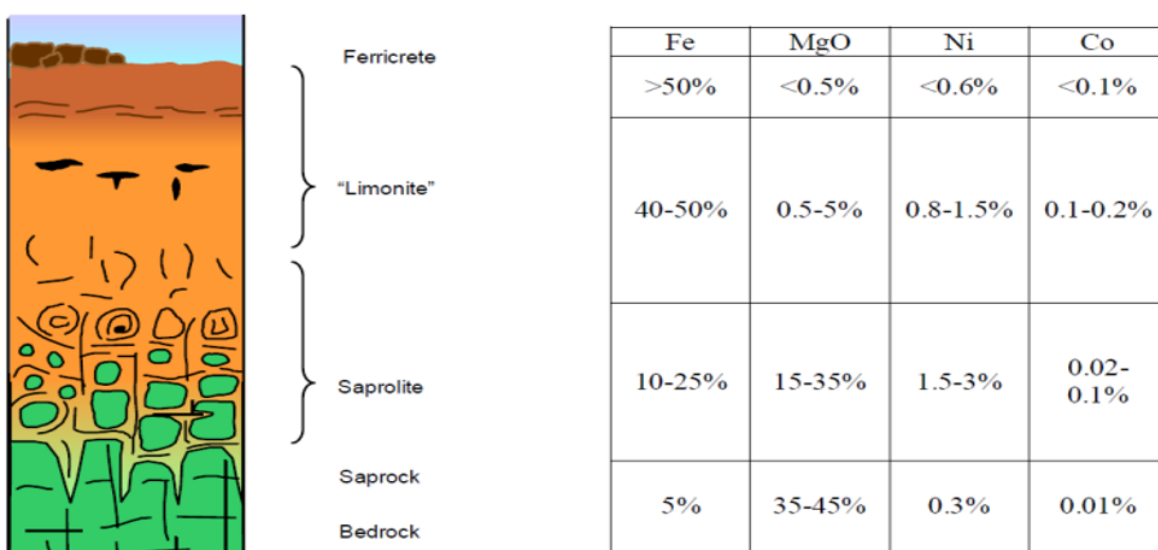 Ferricrete
“Limonite”
Saprolite
Saprock
Bedrock
Fe MgO Ni Co
>50% <0.5% <0.6% <0.1%
40-50% 0.5-5% 0.8-1.5% 0.1-0.2%
10-25% 15-35% 1.5-3% 0.02-
0.1%
5% 35-45% 0.3% 0.01%